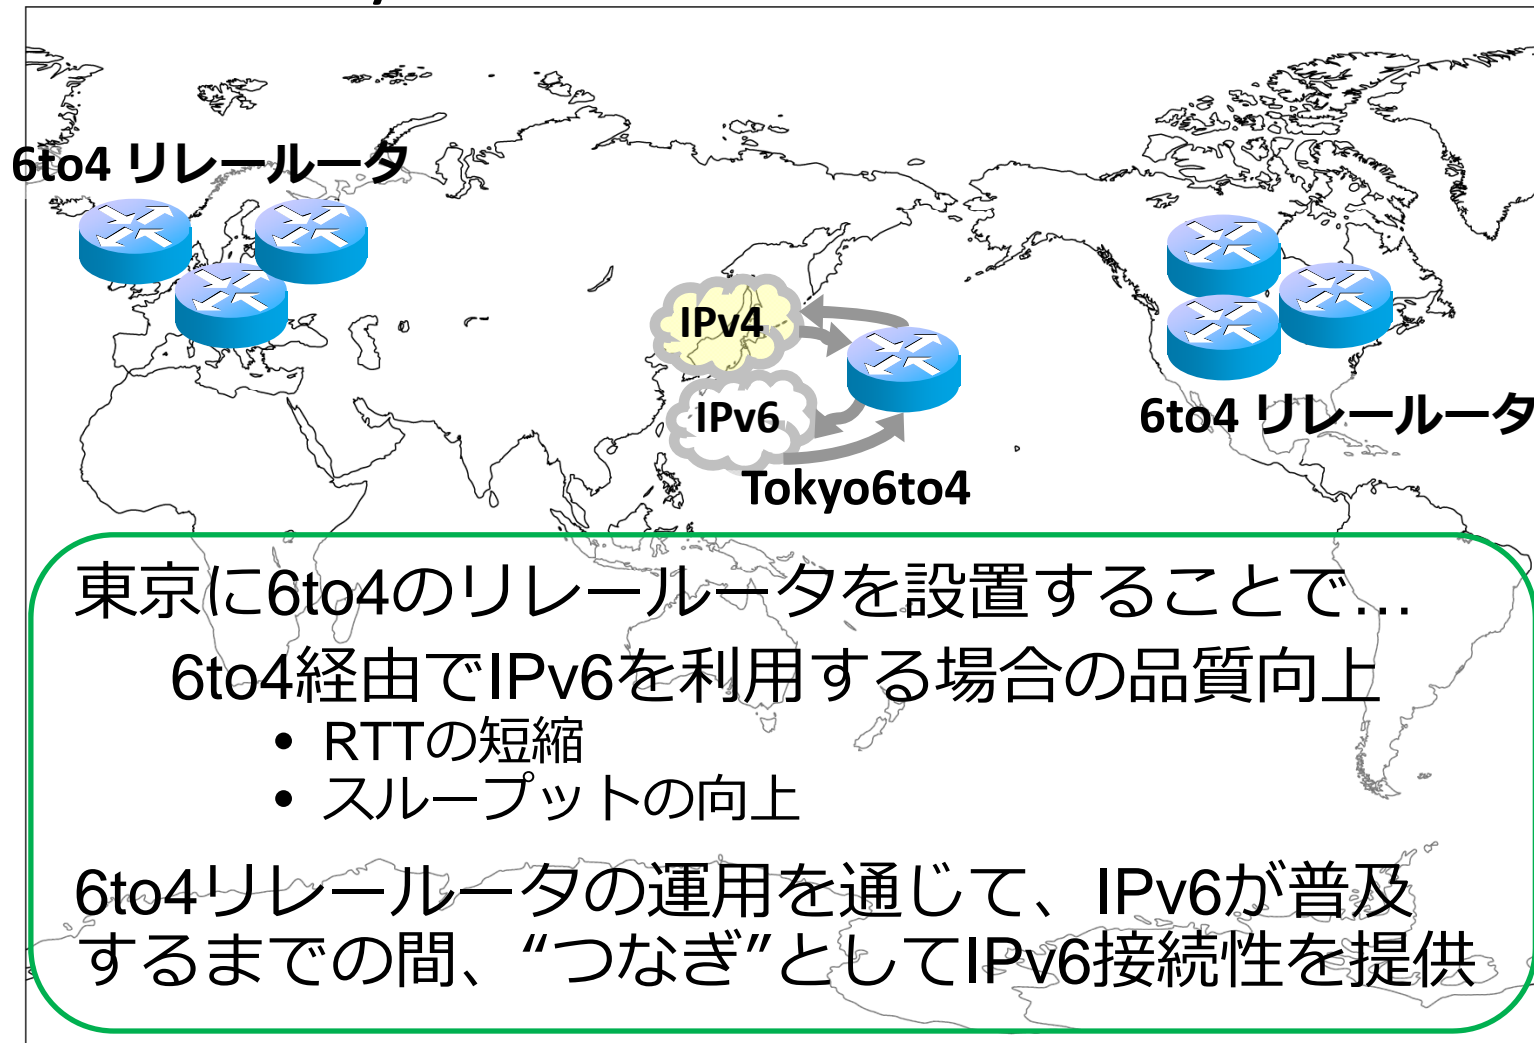 6to4 リレールータ
IPv4
IPv6
6to4 リレールータ
Tokyo6to4
東京に6to4のリレールータを設置することで…
6to4経由でIPv6を利用する場合の品質向上
• RTTの短縮
• スループットの向上
6to4リレールータの運用を通じて、IPv6が普及
するまでの間、“つなぎ”としてIPv6接続性を提供